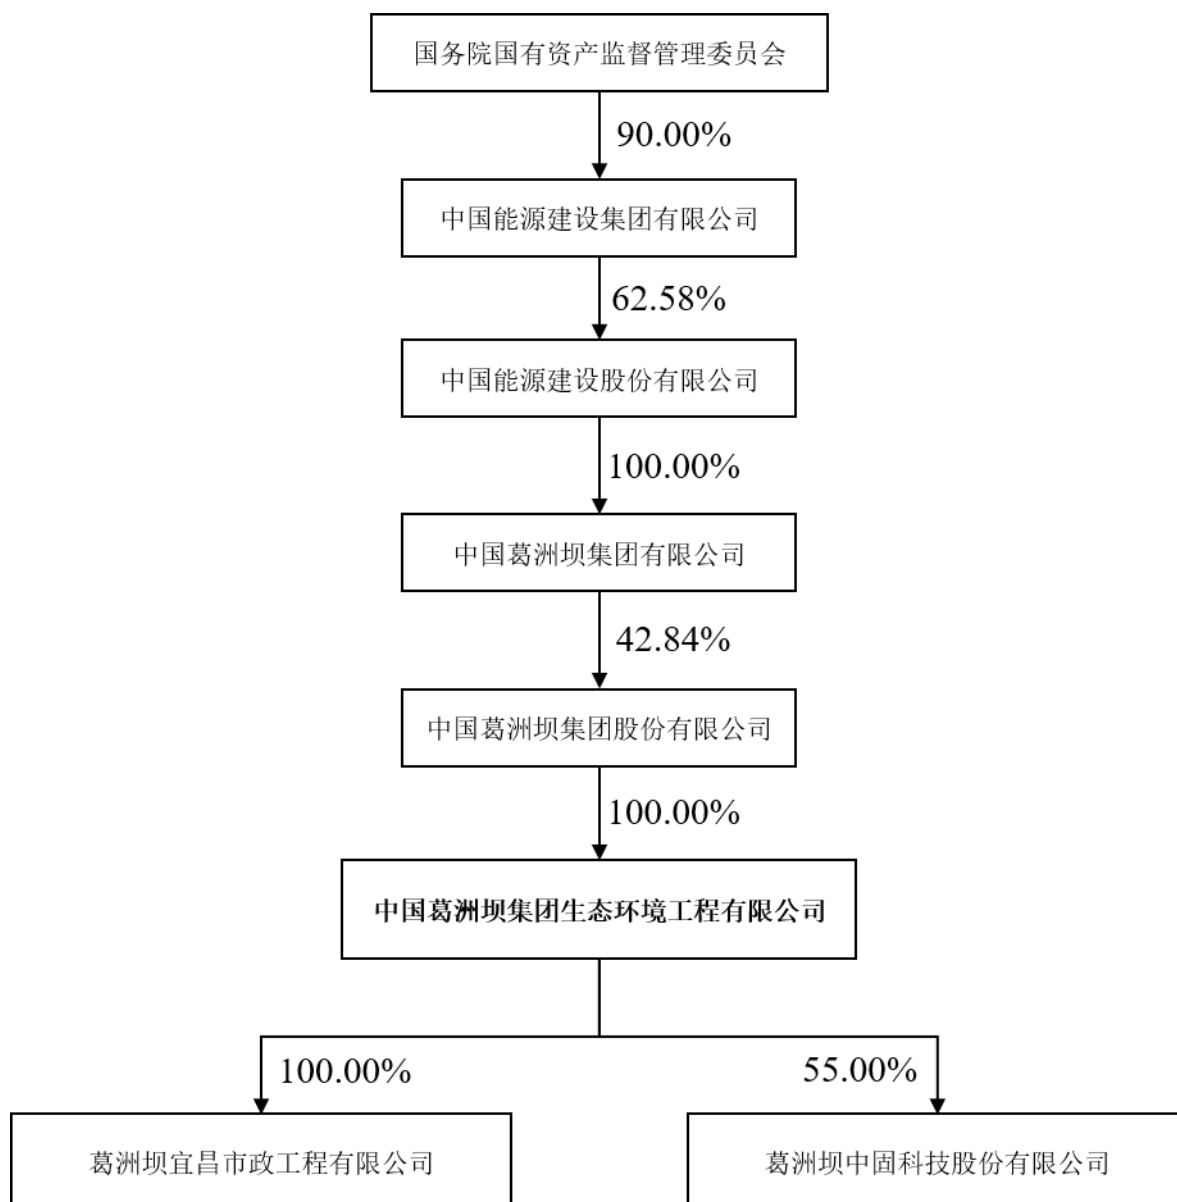 国务院国有资产监督管理委员会
90.00%
中国能源建设集团有限公司
62.58%
中国能源建设股份有限公司
100.00%
中国葛洲坝集团有限公司
42.84%
中国葛洲坝集团股份有限公司
100.00%
中国葛洲坝集团生态环境工程有限公司
100.00%
55.00%
葛洲坝宜昌市政工程有限公司
葛洲坝中固科技股份有限公司